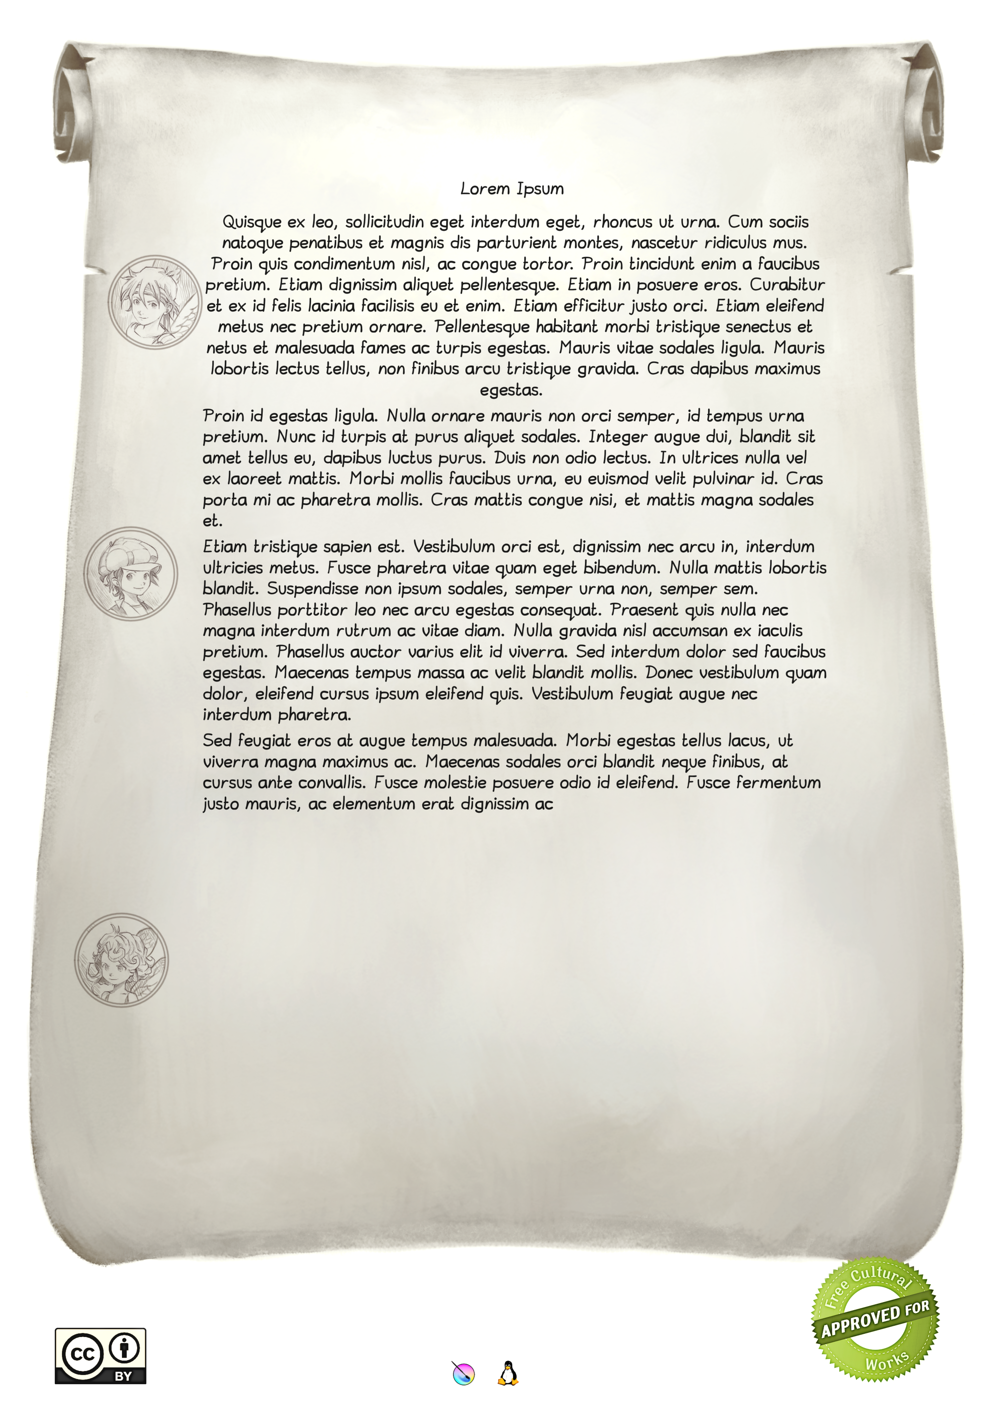 Lorem Ipsum
Quisque ex leo, sollicitudin eget interdum eget, rhoncus ut urna. Cum sociis
natoque penatibus et magnis dis parturient montes, nascetur ridiculus mus.
Proin quis condimentum nisl, ac congue tortor. Proin tincidunt enim a faucibus
pretium. Etiam dignissim aliquet pellentesque. Etiam in posuere eros. Curabitur
et ex id felis lacinia facilisis eu et enim. Etiam efficitur justo orci. Etiam eleifend
metus nec pretium ornare. Pellentesque habitant morbi tristique senectus et
netus et malesuada fames ac turpis egestas. Mauris vitae sodales ligula. Mauris
lobortis lectus tellus, non finibus arcu tristique gravida. Cras dapibus maximus
egestas.
Proin id egestas ligula. Nulla ornare mauris non orci semper, id tempus urna
pretium. Nunc id turpis at purus aliquet sodales. Integer augue dui, blandit sit
amet tellus eu, dapibus luctus purus. Duis non odio lectus. In ultrices nulla vel
ex laoreet mattis. Morbi mollis faucibus urna, eu euismod velit pulvinar id. Cras
porta mi ac pharetra mollis. Cras mattis congue nisi, et mattis magna sodales
et.
Etiam tristique sapien est. Vestibulum orci est, dignissim nec arcu in, interdum
ultricies metus. Fusce pharetra vitae quam eget bibendum. Nulla mattis lobortis
blandit. Suspendisse non ipsum sodales, semper urna non, semper sem.
Phasellus porttitor leo nec arcu egestas consequat. Praesent quis nulla nec
magna interdum rutrum ac vitae diam. Nulla gravida nisl accumsan ex iaculis
pretium. Phasellus auctor varius elit id viverra. Sed interdum dolor sed faucibus
egestas. Maecenas tempus massa ac velit blandit mollis. Donec vestibulum quam
dolor, eleifend cursus ipsum eleifend quis. Vestibulum feugiat augue nec
interdum pharetra.
Sed feugiat eros at augue tempus malesuada. Morbi egestas tellus lacus, ut
viverra magna maximus ac. Maecenas sodales orci blandit neque finibus, at
cursus ante convallis. Fusce molestie posuere odio id eleifend. Fusce fermentum
justo mauris, ac elementum erat dignissim ac
Free Cultural
APPROVED FOR
Works
cc
BY